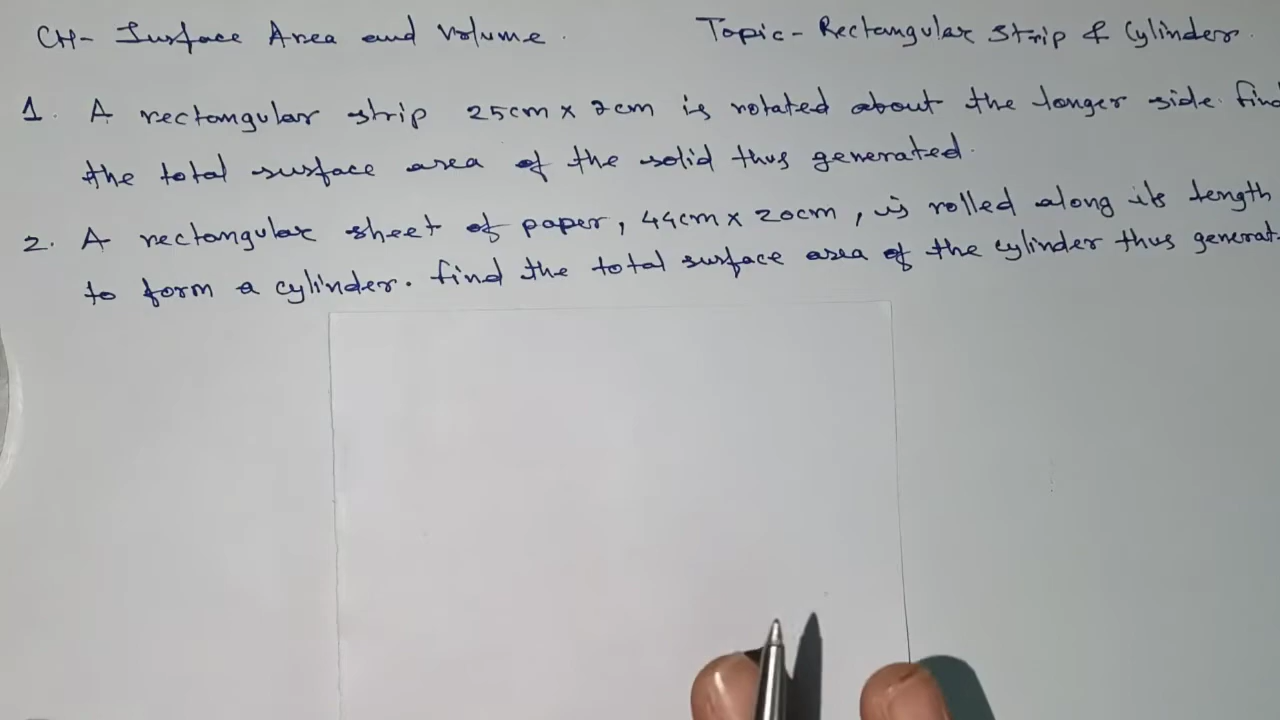 CH- Surface Area and Volume.
Topic- Rectangular Strip & Cylinder.
1. A rectangular strip 25cm x 7cm is rotated about the longer side. find
the total surface area of the solid thus generated.
2. A rectangular sheet of paper, 44cm x 20cm, is rolled along its length
to form a cylinder. find the total surface area of the cylinder thus generat